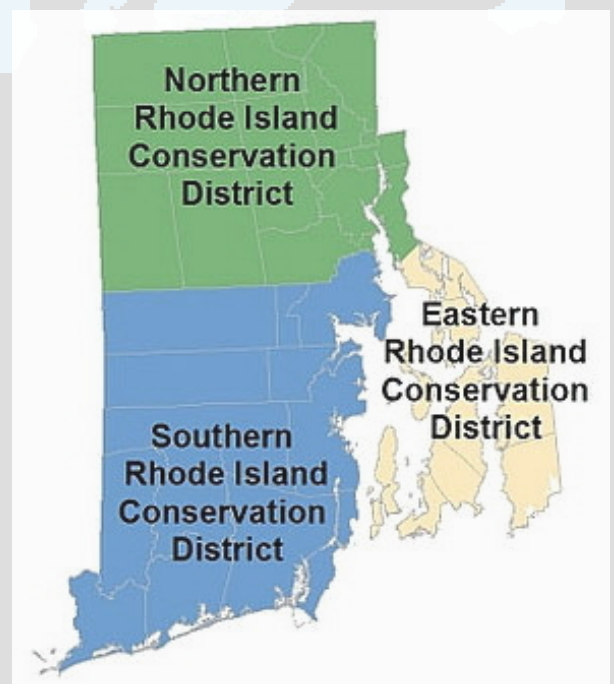 Northern
Rhode Island
Conservation
District
Eastern
Rhode Island
Conservation
District
Southern
Rhode Island
Conservation
District